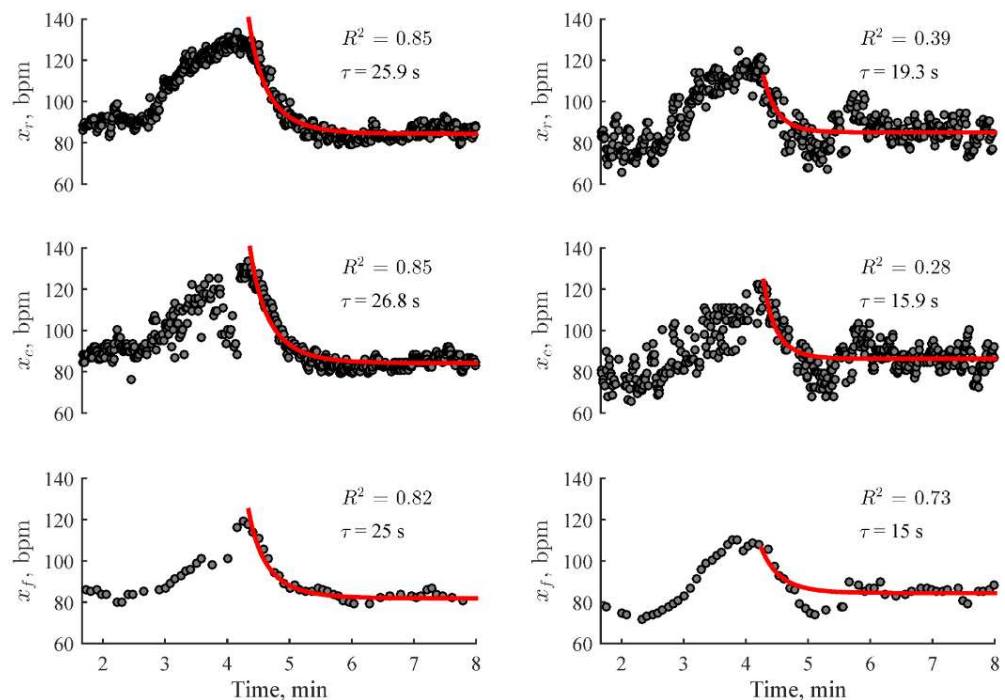 140
120
100
80
60
x_r, bpm
R² = 0.85
τ = 25.9 s
140
120
100
80
60
x_r, bpm
R² = 0.39
τ = 19.3 s
140
120
100
80
60
x_c, bpm
R² = 0.85
τ = 26.8 s
140
120
100
80
60
x_c, bpm
R² = 0.28
τ = 15.9 s
140
120
100
80
60
x_f, bpm
R² = 0.82
τ = 25 s
2 3 4 5 6 7 8
Time, min
140
120
100
80
60
x_f, bpm
R² = 0.73
τ = 15 s
2 3 4 5 6 7 8
Time, min